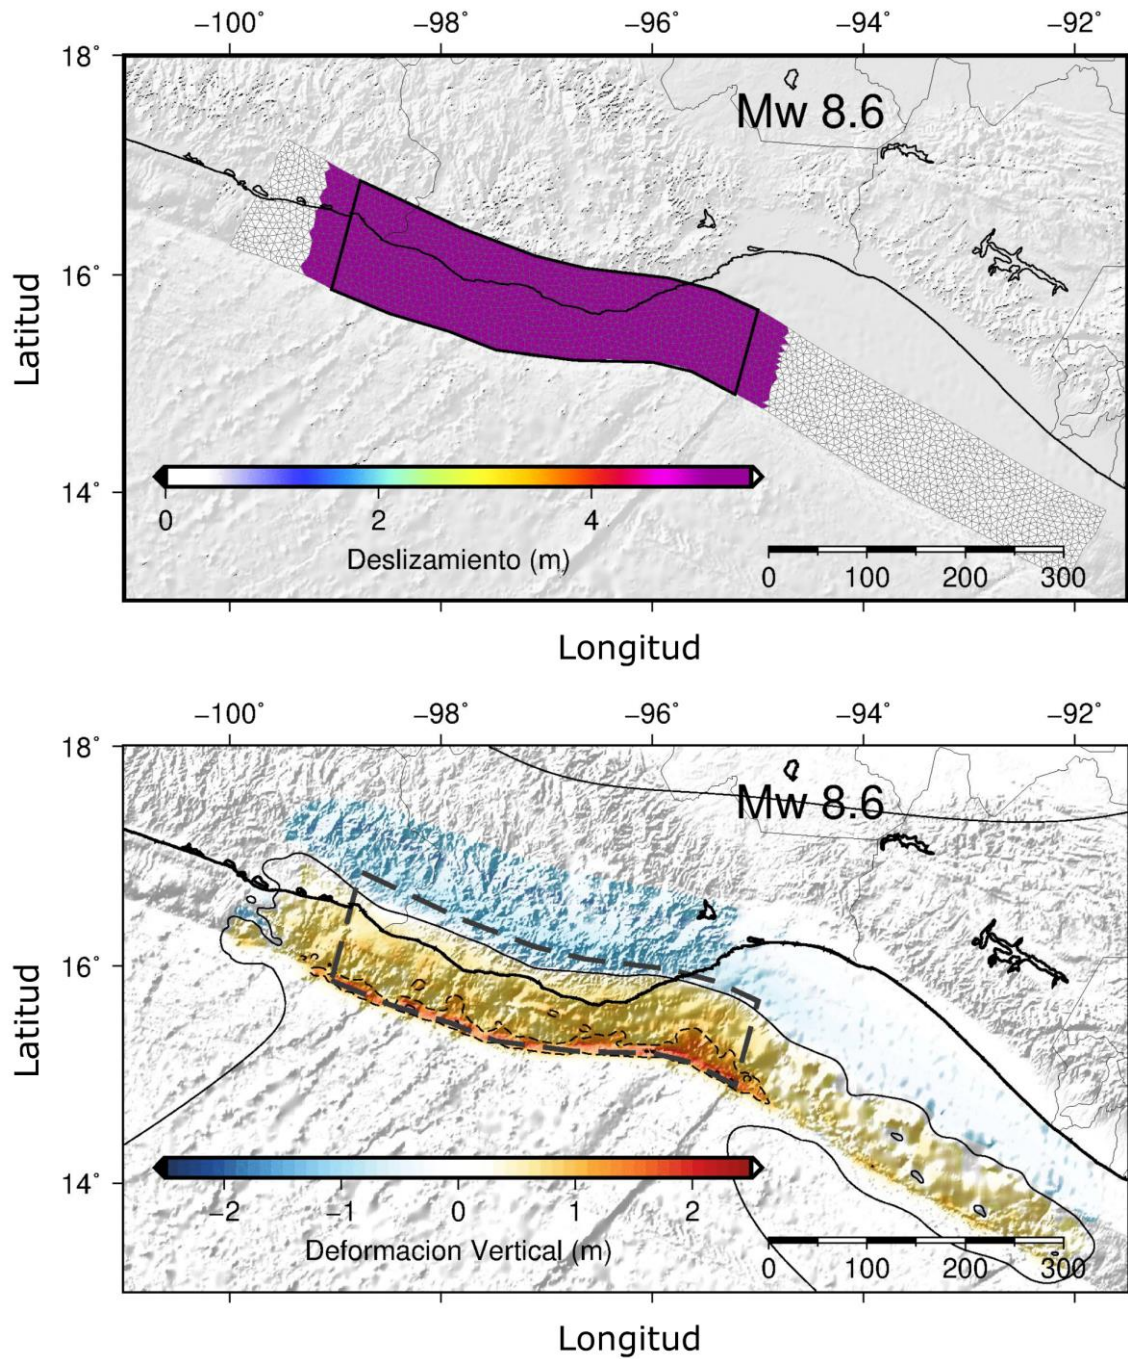 −100˚ −98˚ −96˚ −94˚ −92˚
18˚
Mw 8.6
16˚
Latitud
14˚
0 2 4
Deslizamiento (m)
0 100 200 300
Longitud
−100˚ −98˚ −96˚ −94˚ −92˚
18˚
Mw 8.6
16˚
Latitud
14˚
−2 −1 0 1 2
Deformacion Vertical (m)
0 100 200 300
Longitud